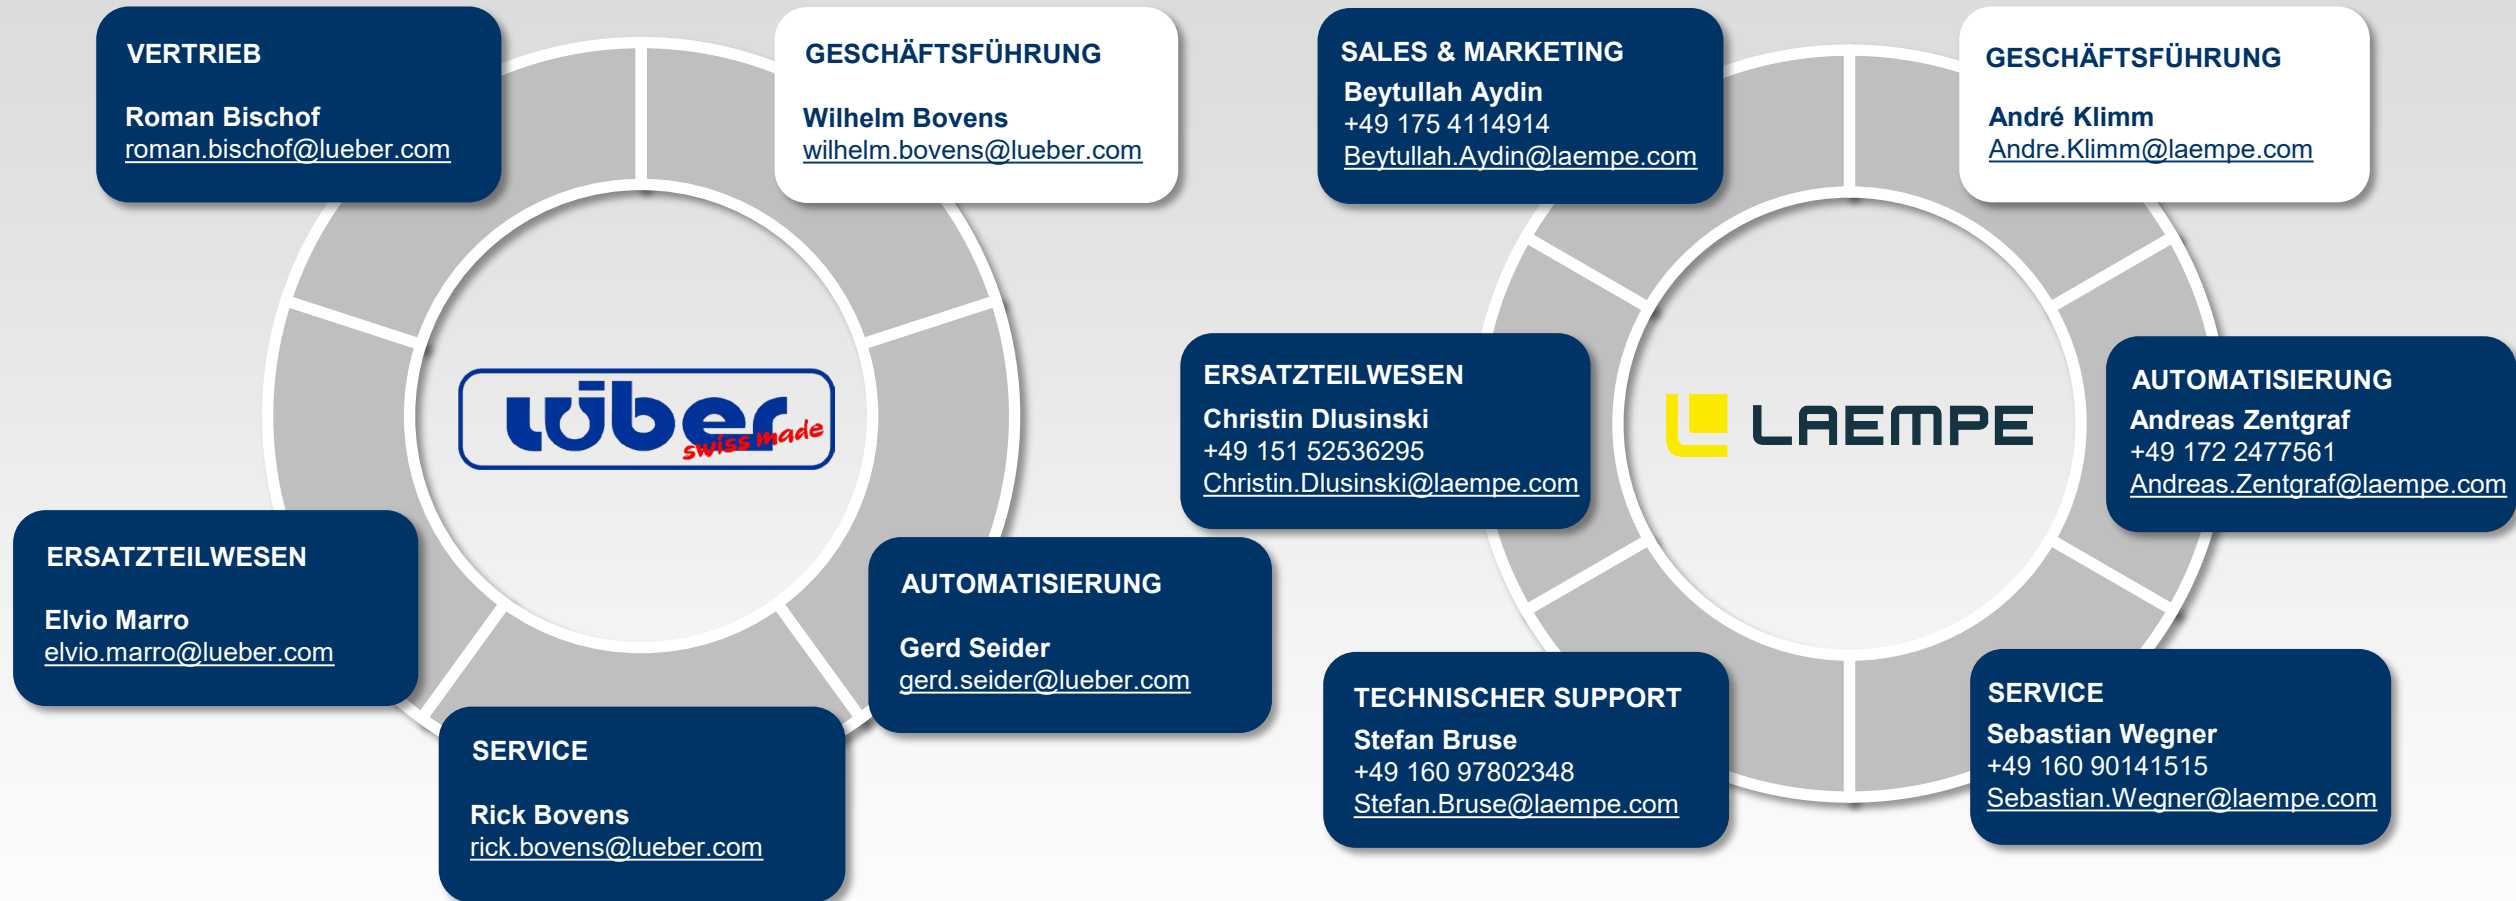 VERTRIEB
Roman Bischof
roman.bischof@lueber.com
GESCHÄFTSFÜHRUNG
Wilhelm Bovens
wilhelm.bovens@lueber.com
lüber
swiss made
ERSATZTEILWESEN
Elvio Marro
elvio.marro@lueber.com
AUTOMATISIERUNG
Gerd Seider
gerd.seider@lueber.com
SERVICE
Rick Bovens
rick.bovens@lueber.com
SALES & MARKETING
Beytullah Aydin
+49 175 4114914
Beytullah.Aydin@laempe.com
GESCHÄFTSFÜHRUNG
André Klimm
Andre.Klimm@laempe.com
ERSATZTEILWESEN
Christin Dlusinski
+49 151 52536295
Christin.Dlusinski@laempe.com
LAEMPE
AUTOMATISIERUNG
Andreas Zentgraf
+49 172 2477561
Andreas.Zentgraf@laempe.com
TECHNISCHER SUPPORT
Stefan Bruse
+49 160 97802348
Stefan.Bruse@laempe.com
SERVICE
Sebastian Wegner
+49 160 90141515
Sebastian.Wegner@laempe.com